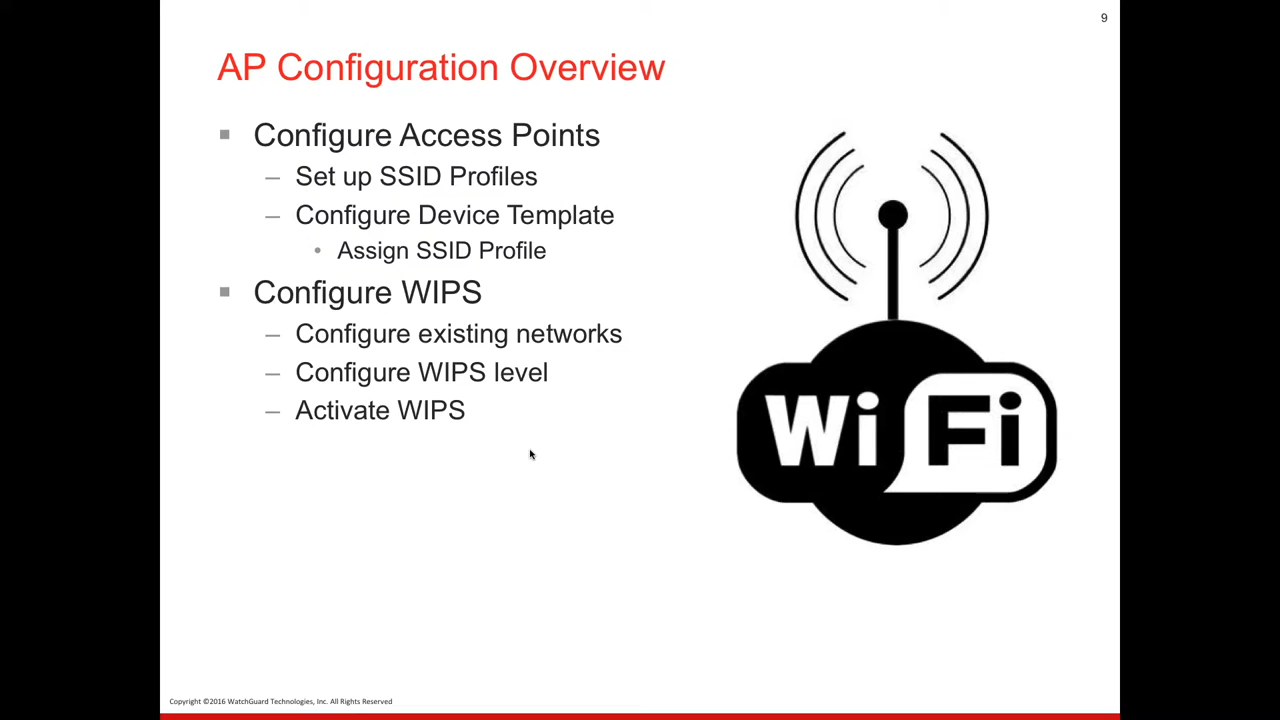 9
AP Configuration Overview
Configure Access Points
– Set up SSID Profiles
– Configure Device Template
• Assign SSID Profile
Configure WIPS
– Configure existing networks
– Configure WIPS level
– Activate WIPS
Wi Fi
Copyright ©2016 WatchGuard Technologies, Inc. All Rights Reserved